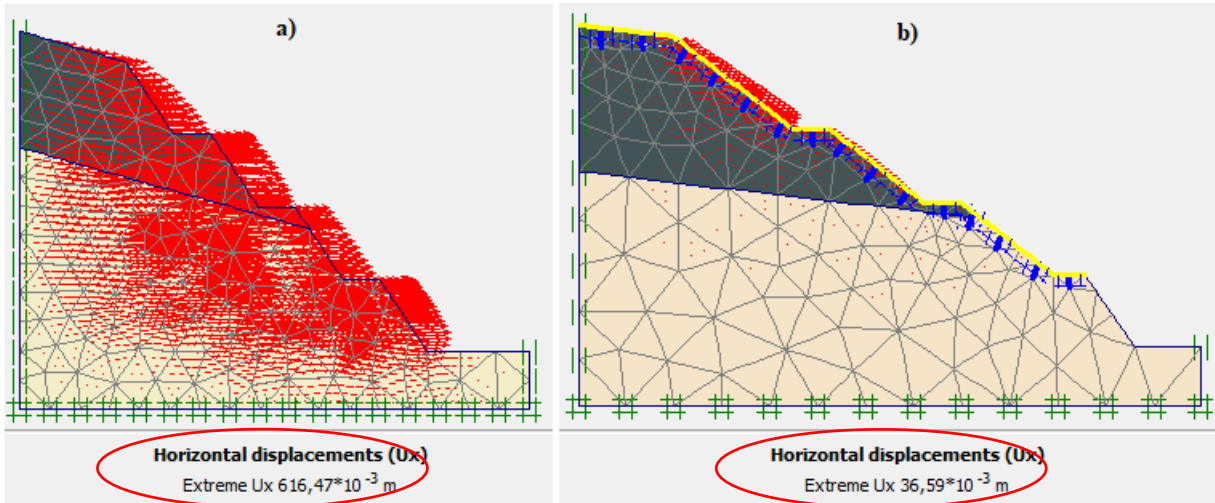 a)
b)
Horizontal displacements (Ux)
Extreme Ux 616,47*10 -3 m
Horizontal displacements (Ux)
Extreme Ux 36,59*10 -3 m